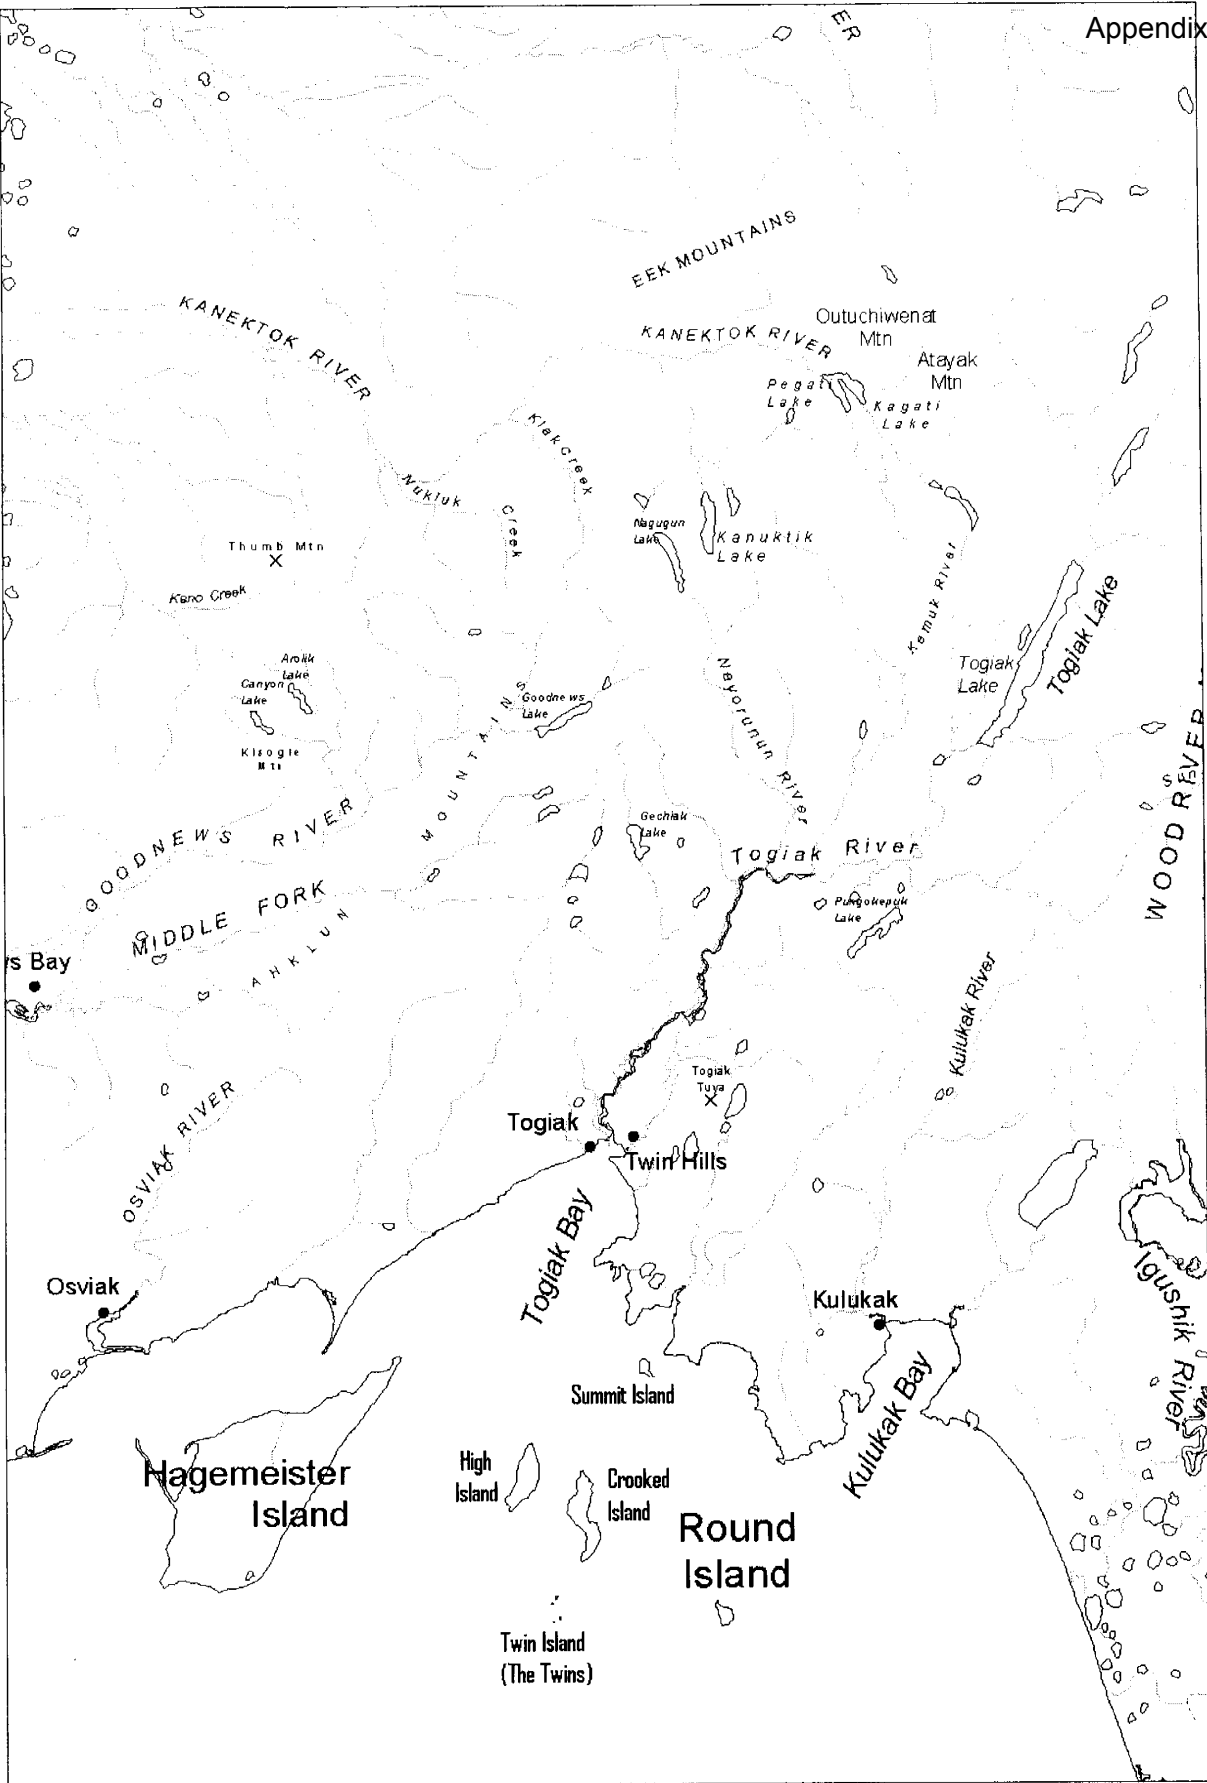 Appendix
ER
EEK MOUNTAINS
KANEKTOK RIVER
KANEKTOK RIVER
Outuchiwenat
Mtn
Atayak
Mtn
Pegati
Lake
Kagati
Lake
Klak Creek
Nukluk
Creek
Nagugun
Lake
Kanuktik
Lake
Thumb Mtn
Kano Creek
Kemuk River
Togiak
Lake
Togiak Lake
Arolik
Lake
Canyon
Lake
Kisogle
Mtn
Goodnews
Lake
Nayorunun River
WOOD RIVER
GOODNEWS RIVER
MOUNTAINS
Gechiak
Lake
Togiak River
MIDDLE FORK
Pungokepuk
Lake
AHKLUN
s Bay
Kulukak River
Togiak
Tuya
OSVIAK RIVER
Togiak
Twin Hills
Togiak Bay
Igushik River
Osviak
Kulukak
Kulukak Bay
Summit Island
High
Island
Crooked
Island
Hagemeister
Island
Round
Island
Twin Island
(The Twins)